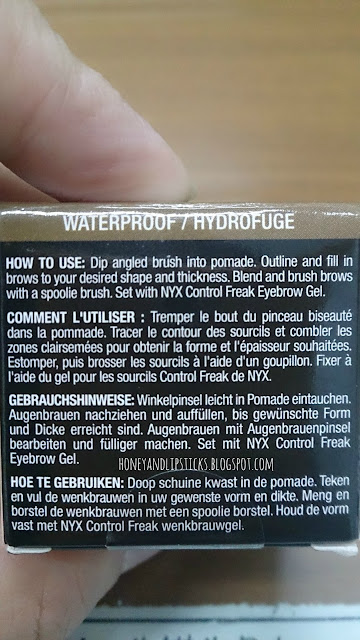 WATERPROOF / HYDROFUGE
HOW TO USE: Dip angled brush into pomade. Outline and fill in
brows to your desired shape and thickness. Blend and brush brows
with a spoolie brush. Set with NYX Control Freak Eyebrow Gel.
COMMENT L'UTILISER : Tremper le bout du pinceau biseauté
dans la pommade. Tracer le contour des sourcils et combler les
zones clairsemées pour obtenir la forme et l'épaisseur souhaitées.
Estomper, puis brosser les sourcils à l'aide d'un goupillon. Fixer à
l'aide du gel pour les sourcils Control Freak de NYX.
GEBRAUCHSHINWEISE: Winkelpinsel leicht in Pomade eintauchen.
Augenbrauen nachziehen und auffüllen, bis gewünschte Form
und Dicke erreicht sind. Augenbrauen mit Augenbrauenpinsel
bearbeiten und fülliger machen. Set mit NYX Control Freak
Eyebrow Gel.
HONEYANDLIPSTICKS.BLOGSPOT.COM
HOE TE GEBRUIKEN: Doop schuine kwast in de pomade. Teken
en vul de wenkbrauwen in uw gewenste vorm en dikte. Meng en
borstel de wenkbrauwen met een spoolie borstel. Houd de vorm
vast met NYX Control Freak wenkbrauwgel.